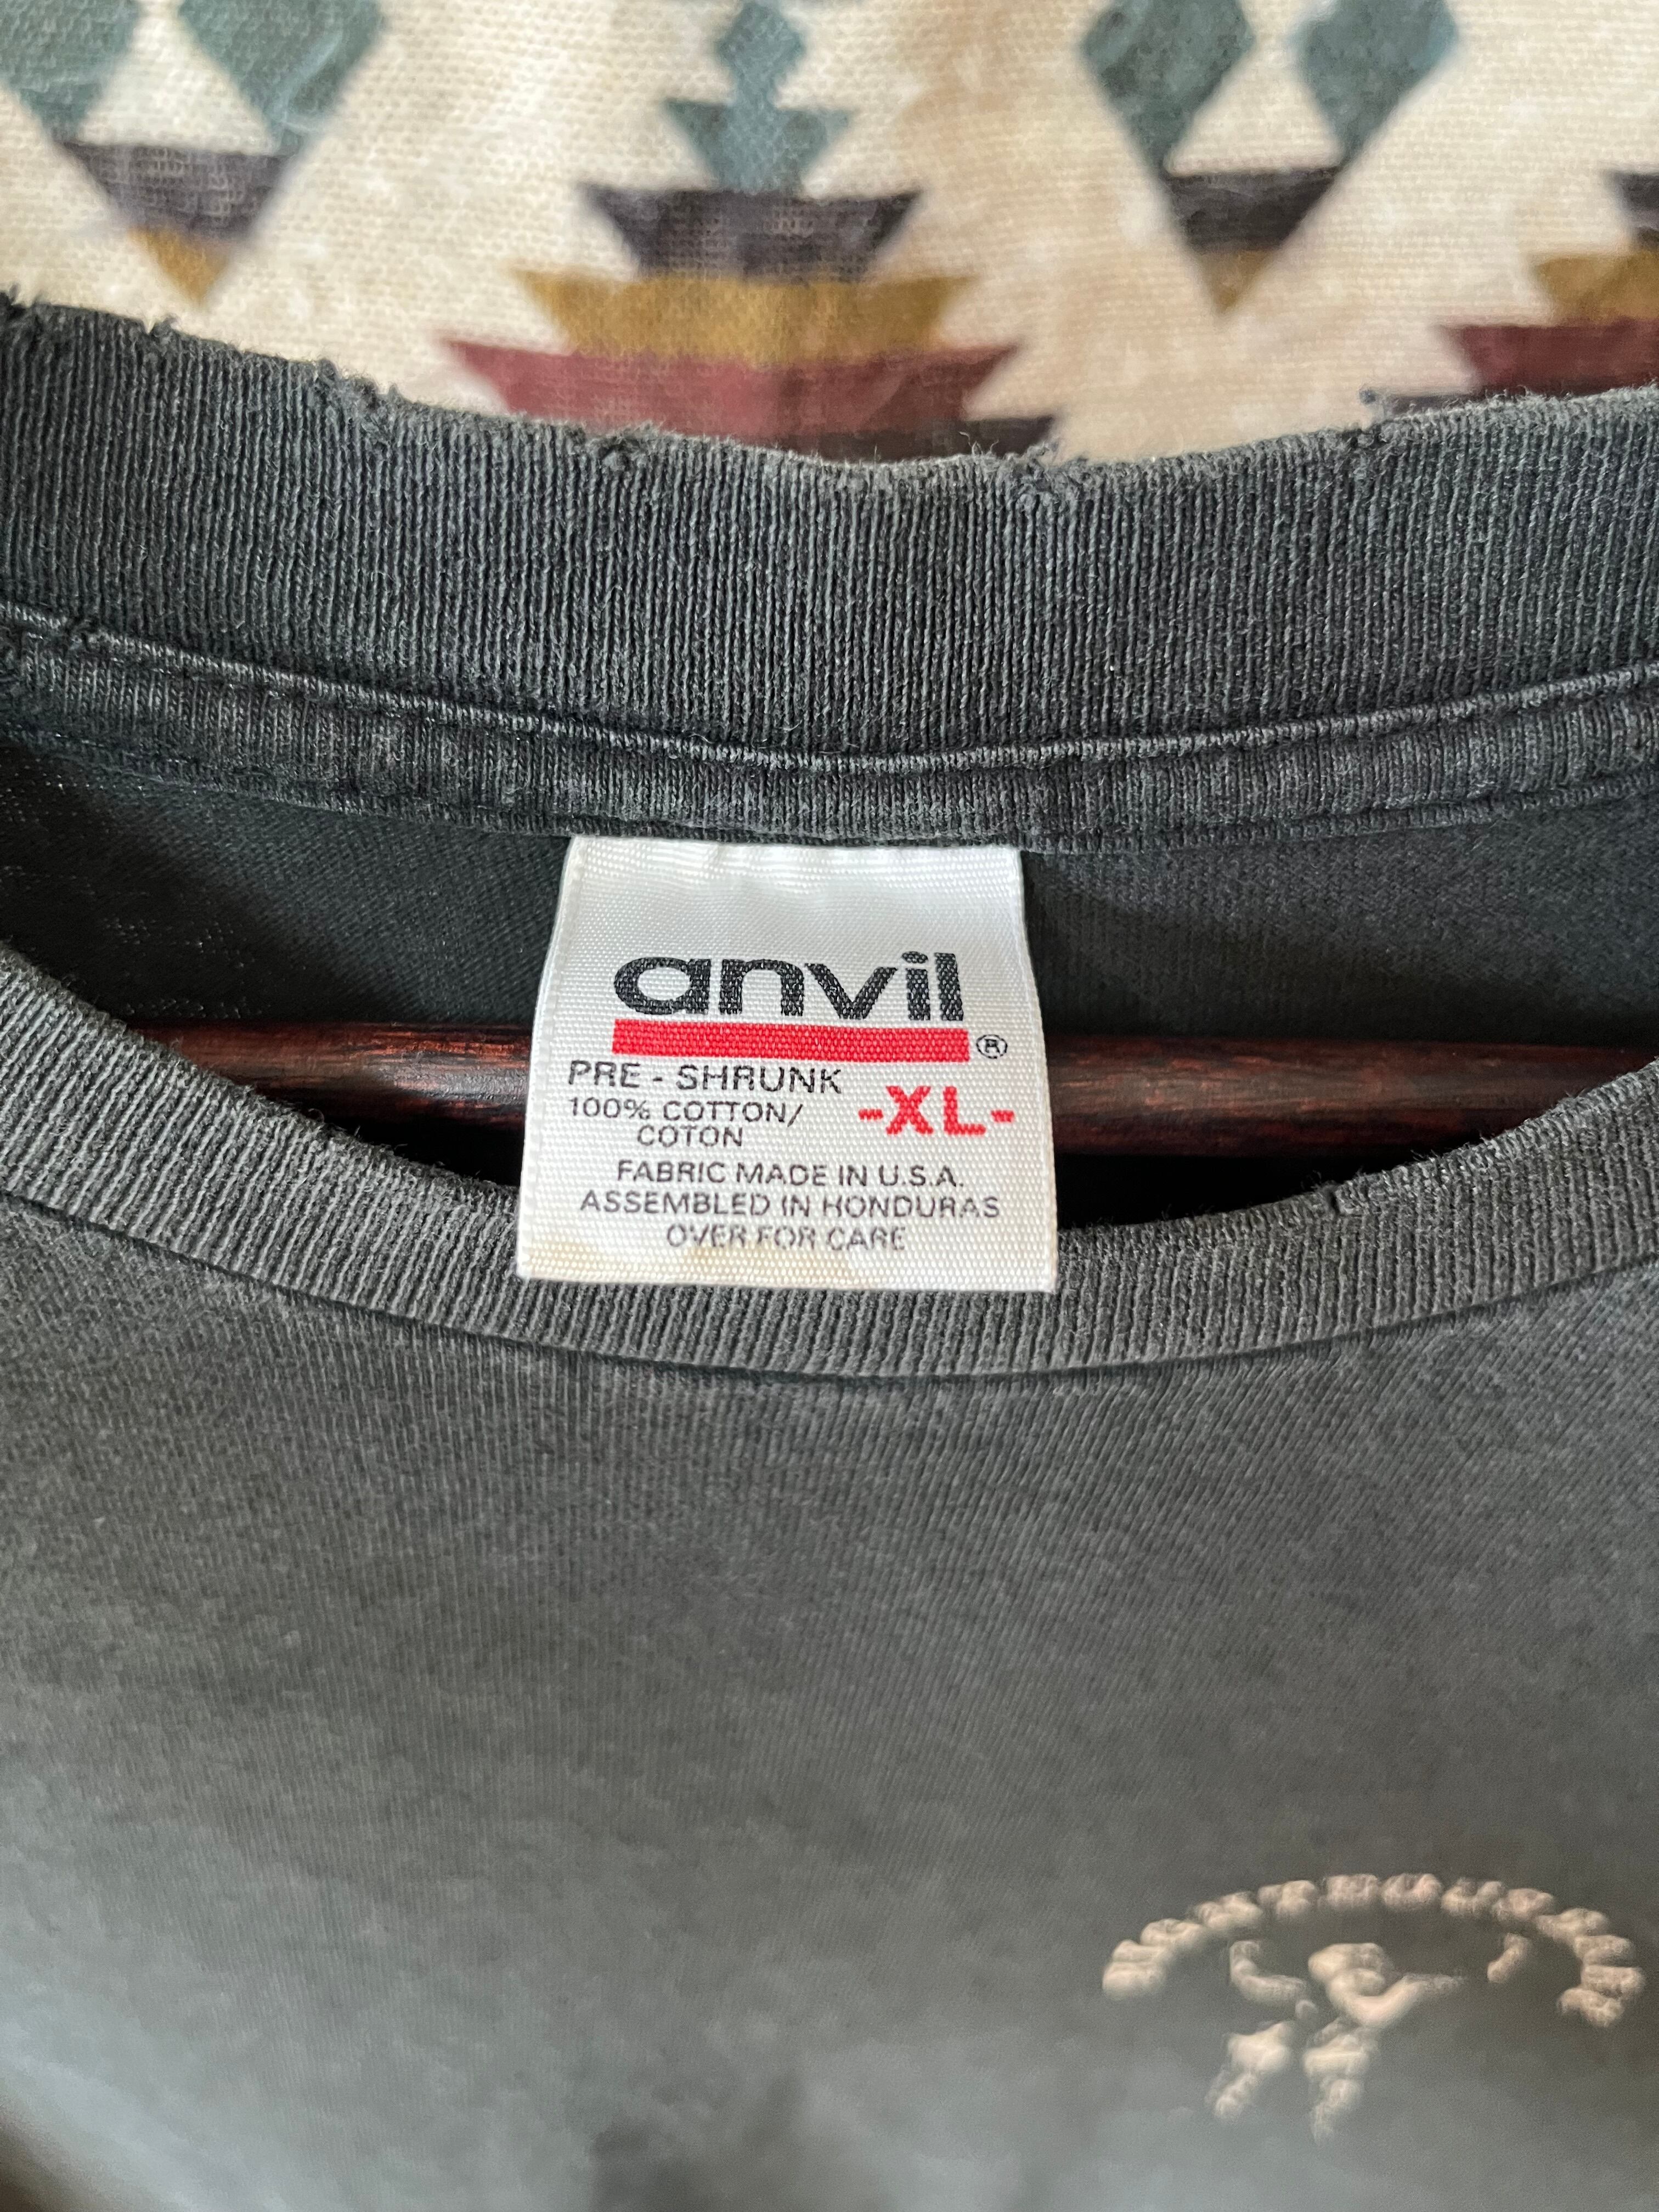 anvil®
PRE - SHRUNK
-XL-
100% COTTON/
COTON
FABRIC MADE IN U.S.A.
ASSEMBLED IN HONDURAS
OVER FOR CARE